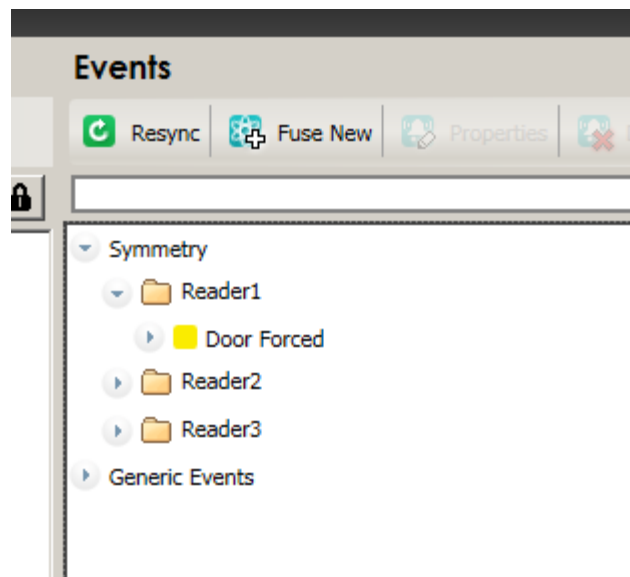 Events
Resync Fuse New Properties
Symmetry
Reader1
Door Forced
Reader2
Reader3
Generic Events